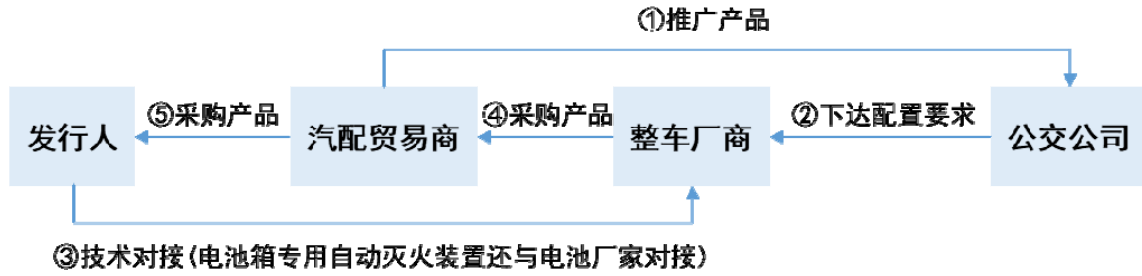 ①推广产品
⑤采购产品
④采购产品
②下达配置要求
发行人
汽配贸易商
整车厂商
公交公司
③技术对接(电池箱专用自动灭火装置还与电池厂家对接)